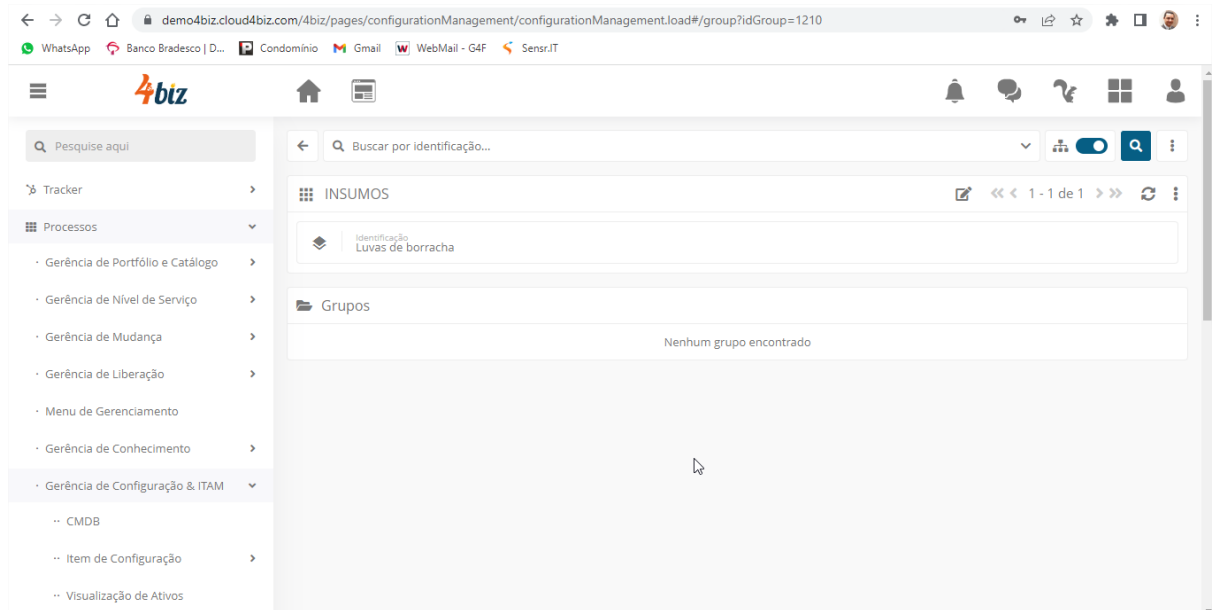 demo4biz.cloud4biz.com/4biz/pages/configurationManagement/configurationManagement.load#/group?idGroup=1210
WhatsApp Banco Bradesco | D... Condomínio Gmail WebMail - G4F Sensr.IT
4biz
Pesquise aqui
Buscar por identificação...
Tracker
INSUMOS
1 - 1 de 1
Processos
Identificação
Luvas de borracha
Gerência de Portfólio e Catálogo
Gerência de Nível de Serviço
Grupos
Gerência de Mudança
Nenhum grupo encontrado
Gerência de Liberação
Menu de Gerenciamento
Gerência de Conhecimento
Gerência de Configuração & ITAM
CMDB
Item de Configuração
Visualização de Ativos